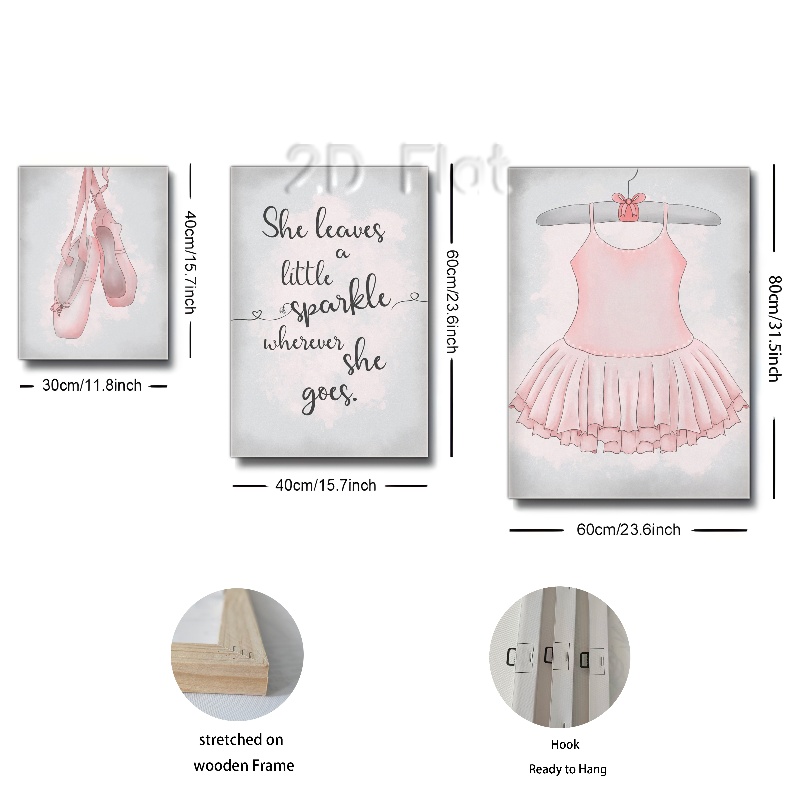 2D Flat
40cm/15.7inch
30cm/11.8inch
She leaves
a
little
sparkle
wherever she
goes.
60cm/23.6inch
40cm/15.7inch
80cm/31.5inch
60cm/23.6inch
stretched on
wooden Frame
Hook
Ready to Hang